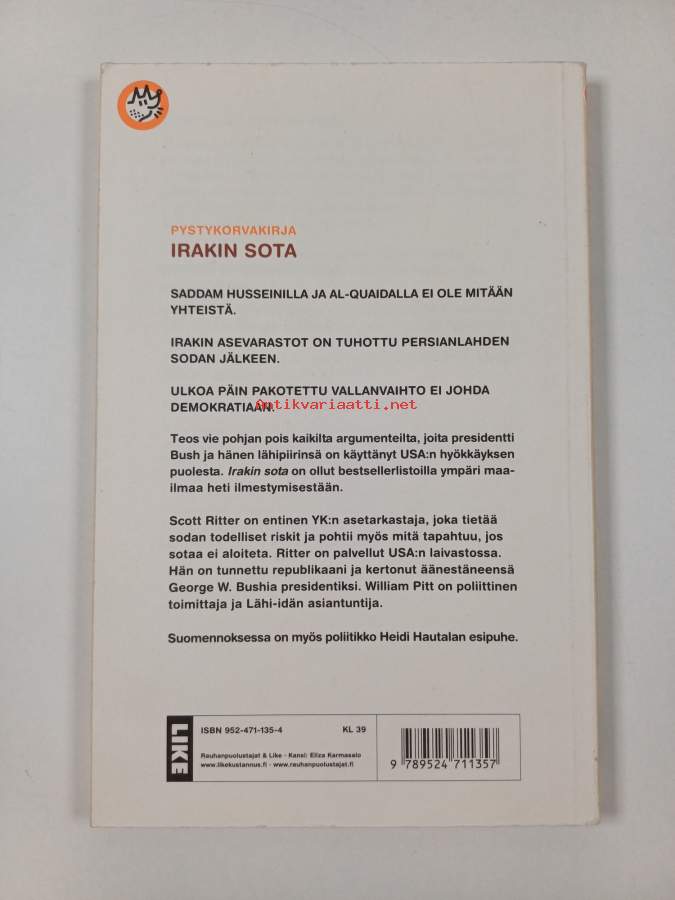 PYSTYKORVAKIRJA
IRAKIN SOTA
SADDAM HUSSEINILLA JA AL-QUAIDALLA EI OLE MITÄÄN
YHTEISTÄ.
IRAKIN ASEVARASTOT ON TUHOTTU PERSIANLAHDEN
SODAN JÄLKEEN.
ULKOA PÄIN PAKOTETTU VALLANVAIHTO EI JOHDA
DEMOKRATIAAN.
Antikvariaatti.net
Teos vie pohjan pois kaikilta argumenteilta, joita presidentti
Bush ja hänen lähipiirinsä on käyttänyt USA:n hyökkäyksen
puolesta. Irakin sota on ollut bestsellerlistoilla ympäri maa-
ilmaa heti ilmestymisestään.
Scott Ritter on entinen YK:n asetarkastaja, joka tietää
sodan todelliset riskit ja pohtii myös mitä tapahtuu, jos
sotaa ei aloiteta. Ritter on palvellut USA:n laivastossa.
Hän on tunnettu republikaani ja kertonut äänestäneensä
George W. Bushia presidentiksi. William Pitt on poliittinen
toimittaja ja Lähi-idän asiantuntija.
Suomennoksessa on myös poliitikko Heidi Hautalan esipuhe.
LIKE
ISBN 952-471-135-4 KL 39
Rauhanpuolustajat & Like - Kansi: Eliza Karmasalo
www.likekustannus.fi - www.rauhanpuolustajat.fi
9 789524 711357